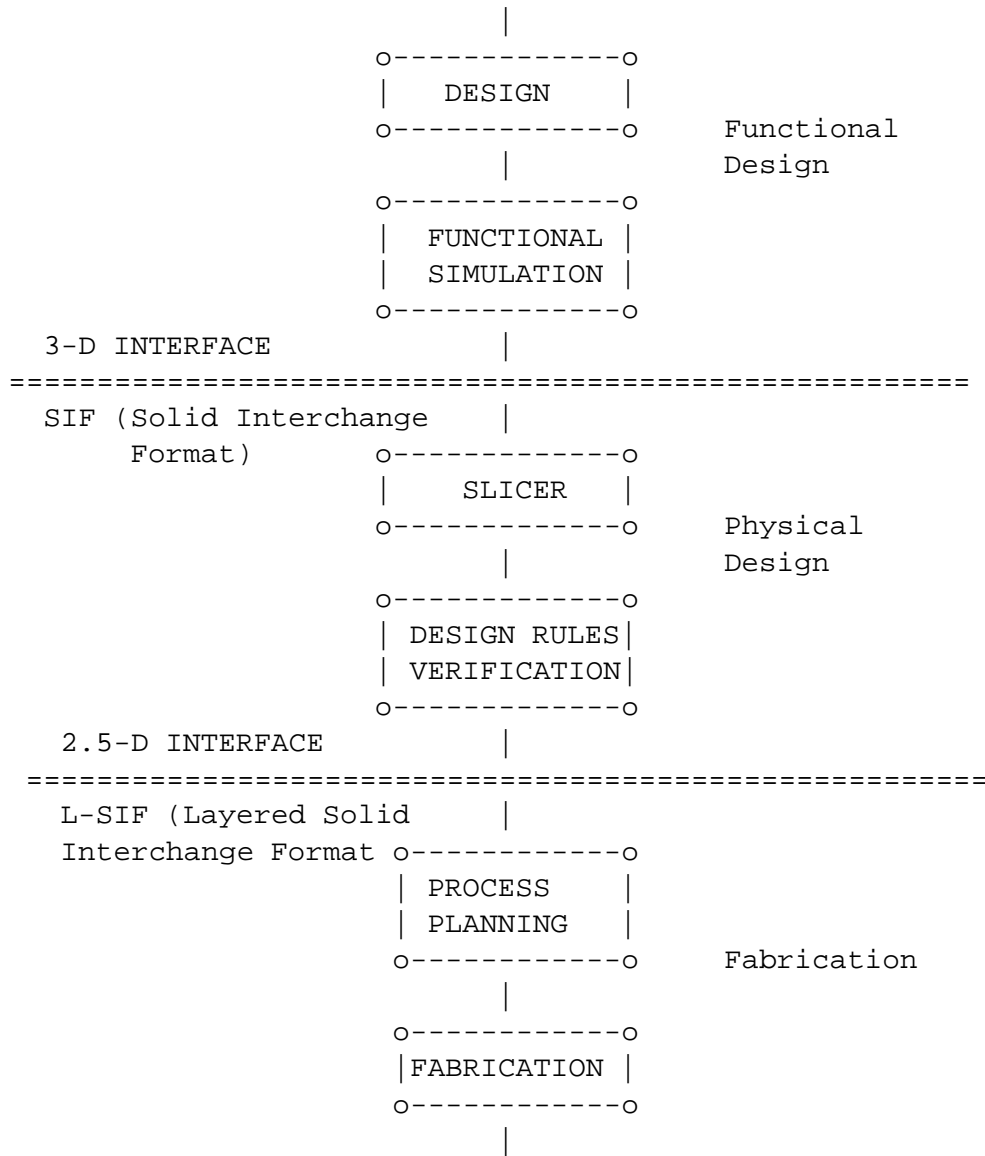 DESIGN
Functional
Design
FUNCTIONAL
SIMULATION
3-D INTERFACE
SIF (Solid Interchange
Format)
SLICER
Physical
Design
DESIGN RULES
VERIFICATION
2.5-D INTERFACE
L-SIF (Layered Solid
Interchange Format
PROCESS
PLANNING
Fabrication
FABRICATION